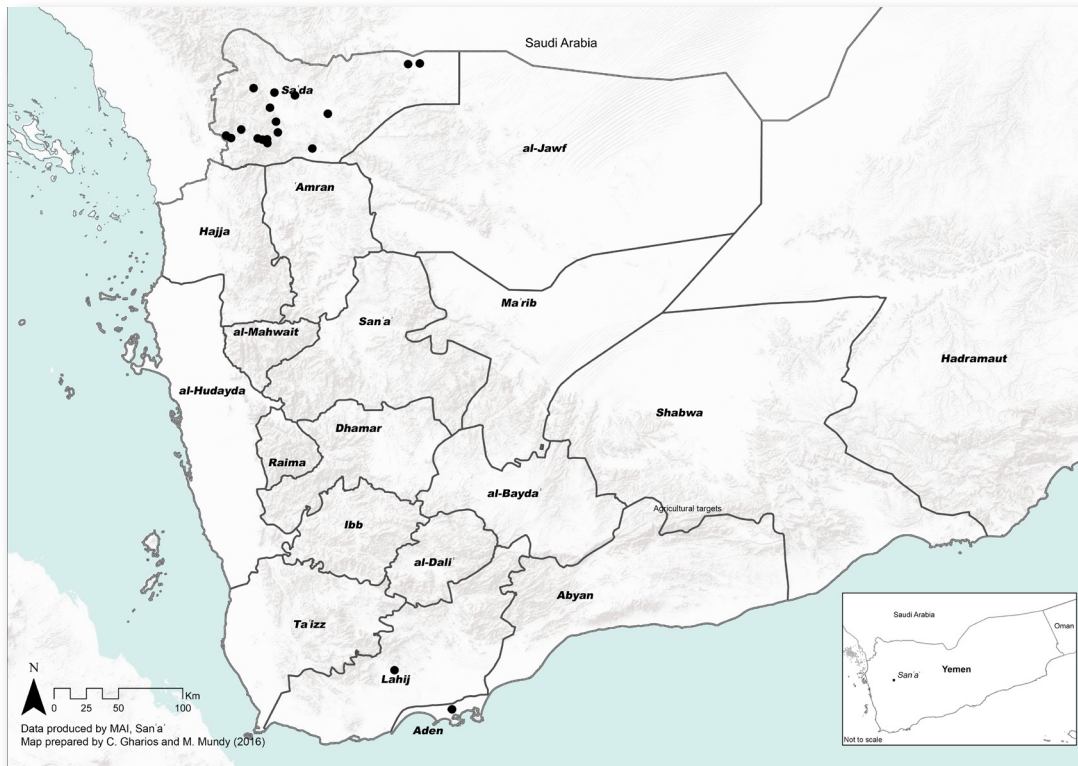 Saudi Arabia
Sa'da
al-Jawf
'Amran
Hajja
Ma'rib
San'a'
al-Mahwait
Hadramaut
al-Hudayda
Shabwa
Dhamar
Raima
al-Bayda'
Agricultural targets
Ibb
al-Dali'
Abyan
Ta'izz
Lahij
Aden
N
Km
0 25 50 100
Data produced by MAI, San'a'
Map prepared by C. Gharios and M. Mundy (2016)
Saudi Arabia
Oman
Yemen
San'a'
Not to scale